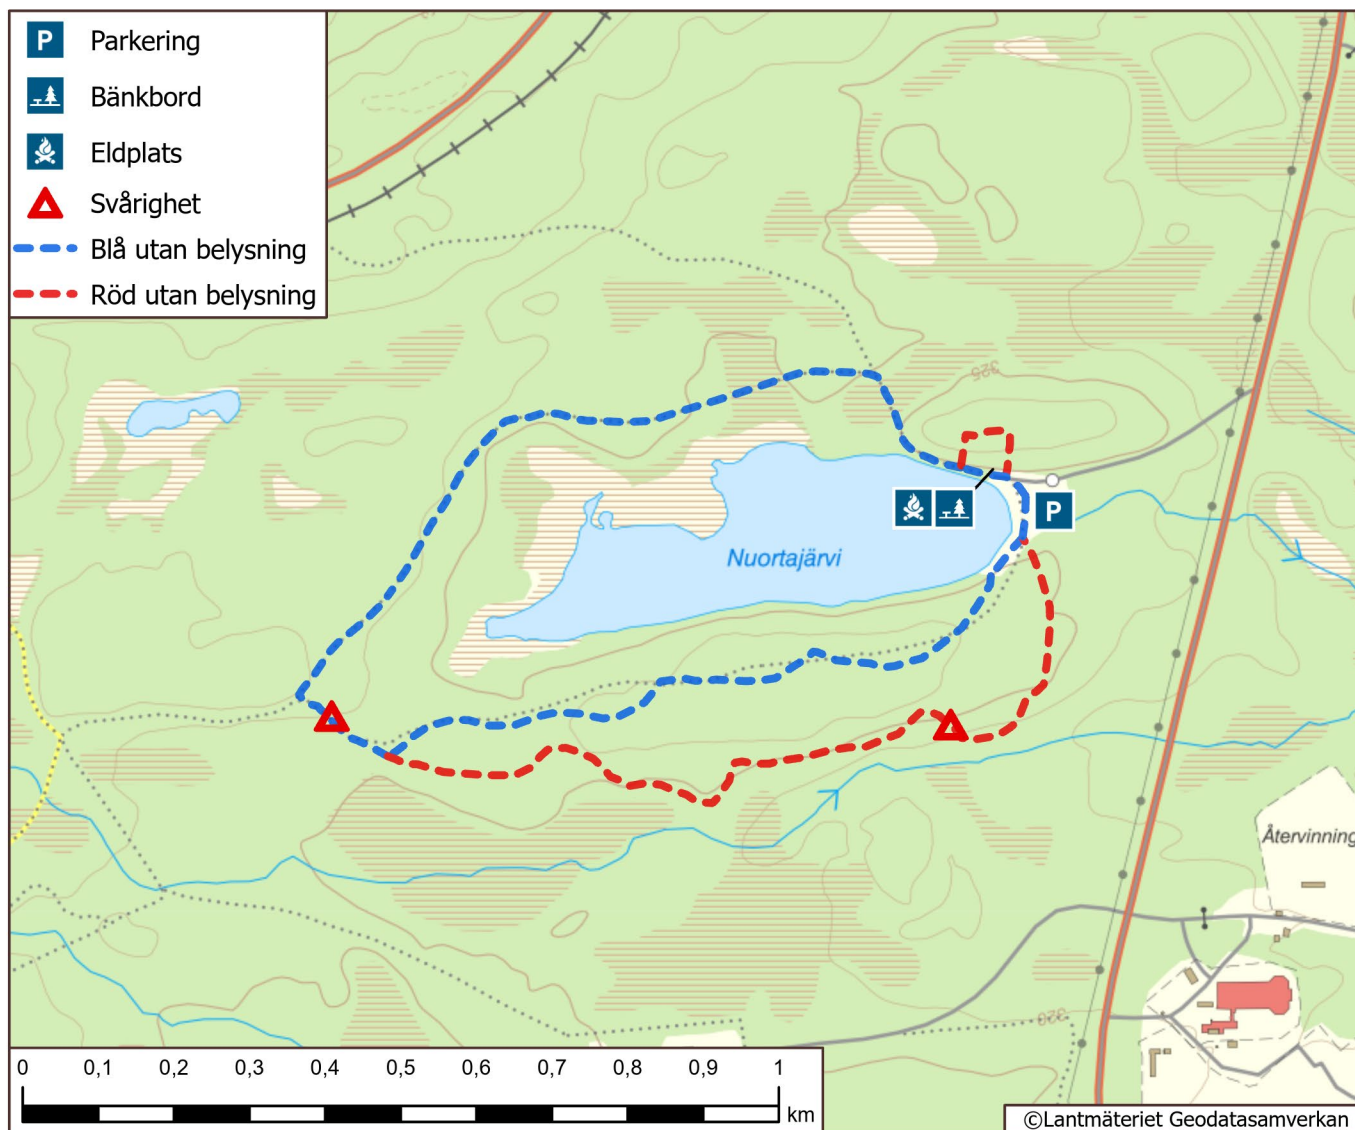 P Parkering
Bänkbord
Eldplats
Svårighet
Blå utan belysning
Röd utan belysning
325
P
Nuortajärvi
Återvinning
320
0 0,1 0,2 0,3 0,4 0,5 0,6 0,7 0,8 0,9 1
km
©Lantmäteriet Geodatasamverkan